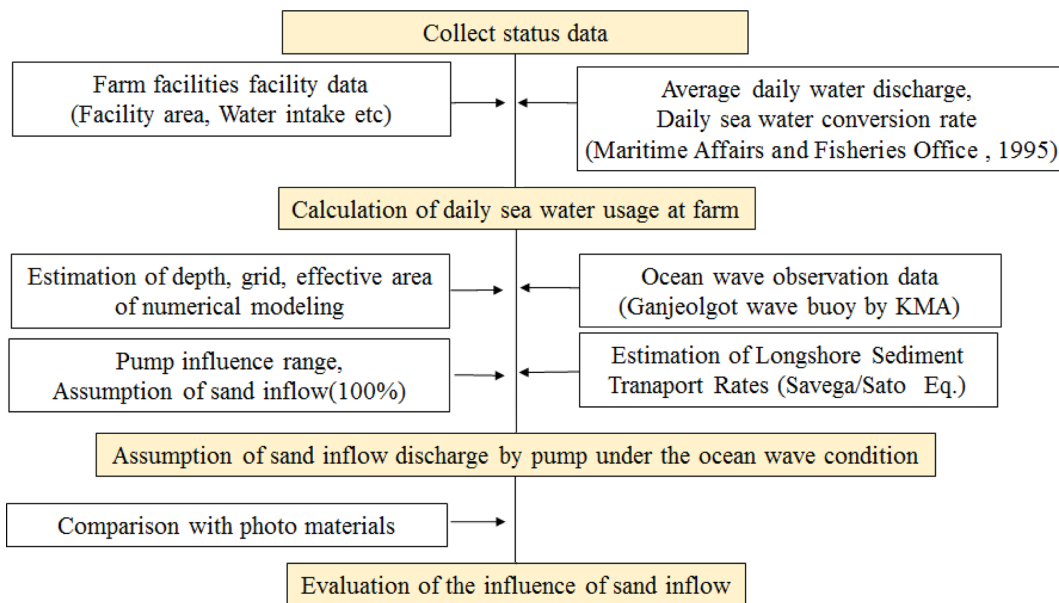 Collect status data
Farm facilities facility data
(Facility area, Water intake etc)
Average daily water discharge,
Daily sea water conversion rate
(Maritime Affairs and Fisheries Office , 1995)
Calculation of daily sea water usage at farm
Estimation of depth, grid, effective area
of numerical modeling
Ocean wave observation data
(Ganjeolgot wave buoy by KMA)
Pump influence range,
Assumption of sand inflow(100%)
Estimation of Longshore Sediment
Tranaport Rates (Savega/Sato Eq.)
Assumption of sand inflow discharge by pump under the ocean wave condition
Comparison with photo materials
Evaluation of the influence of sand inflow